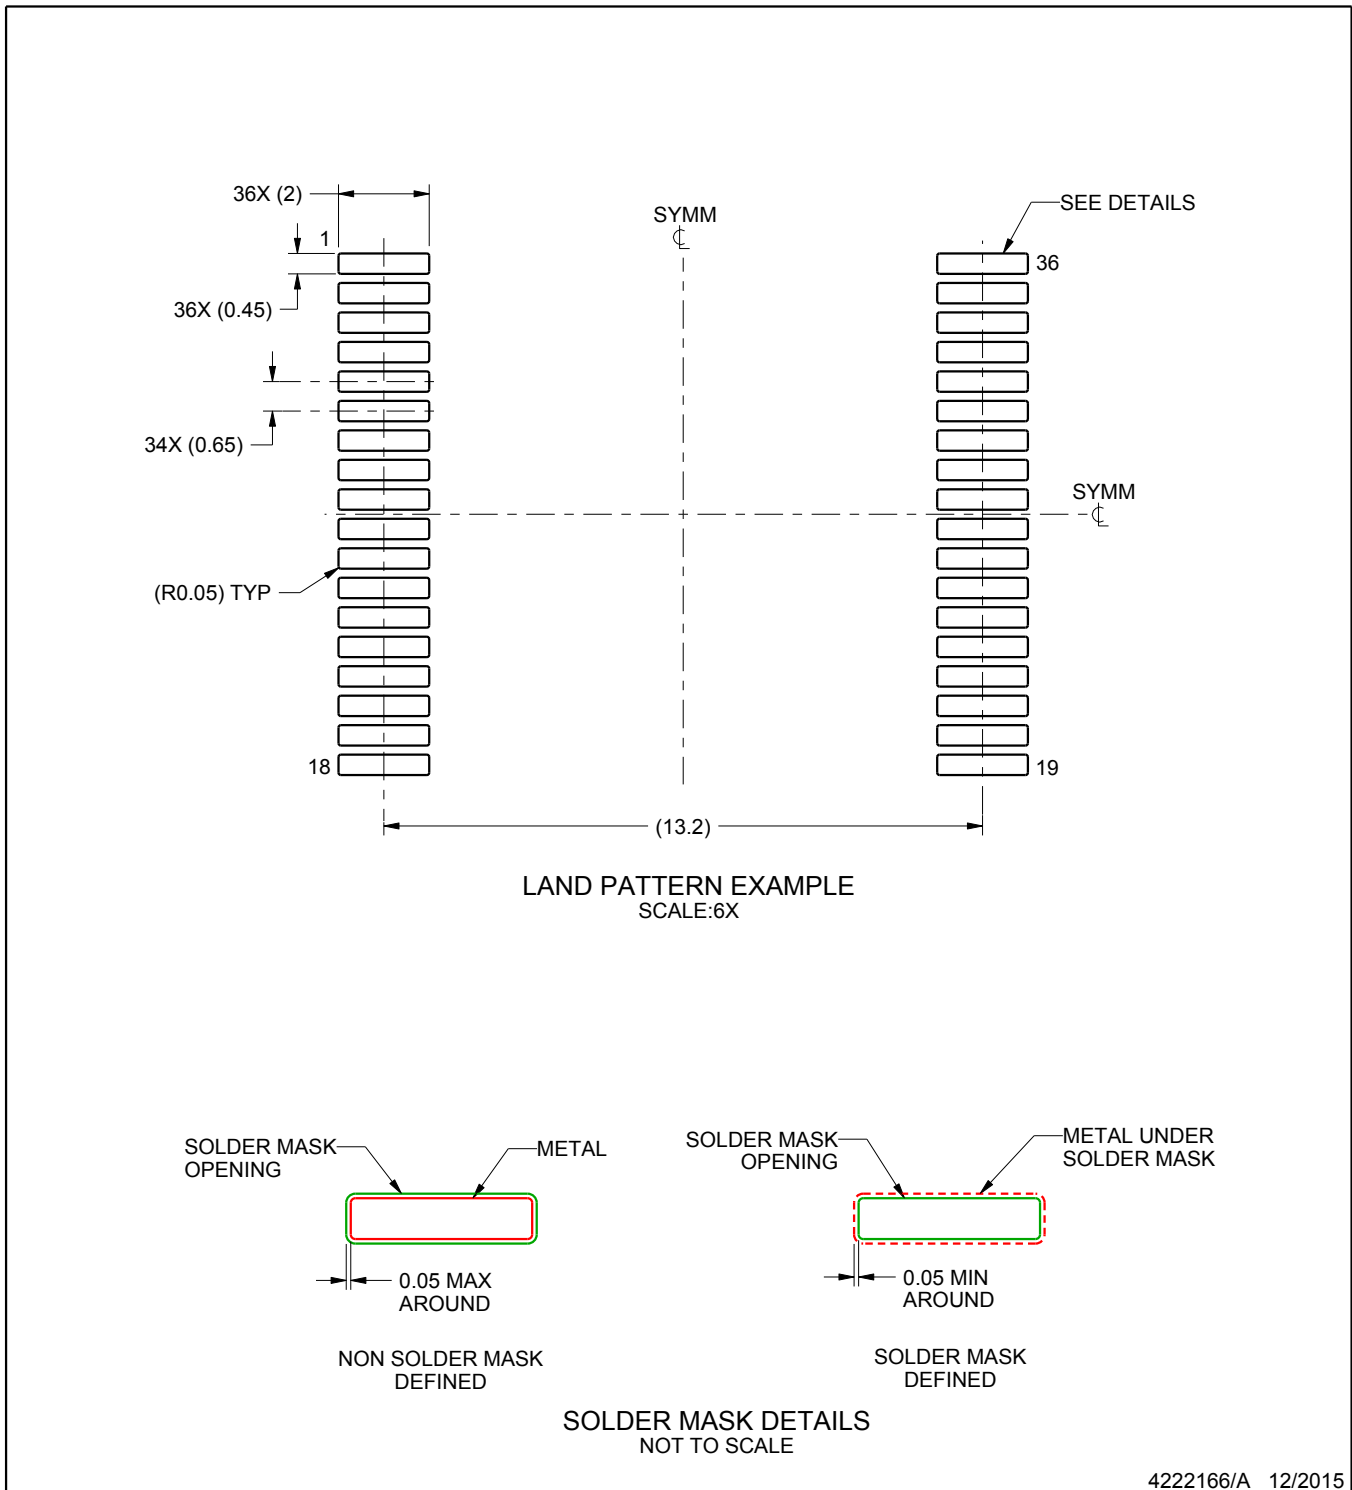 36X (2)
SYMM
℄
SEE DETAILS
1
36
36X (0.45)
34X (0.65)
SYMM
℄
(R0.05) TYP
18
19
(13.2)
LAND PATTERN EXAMPLE
SCALE:6X
SOLDER MASK
OPENING
METAL
0.05 MAX
AROUND
NON SOLDER MASK
DEFINED
SOLDER MASK
OPENING
METAL UNDER
SOLDER MASK
0.05 MIN
AROUND
SOLDER MASK
DEFINED
SOLDER MASK DETAILS
NOT TO SCALE
4222166/A 12/2015